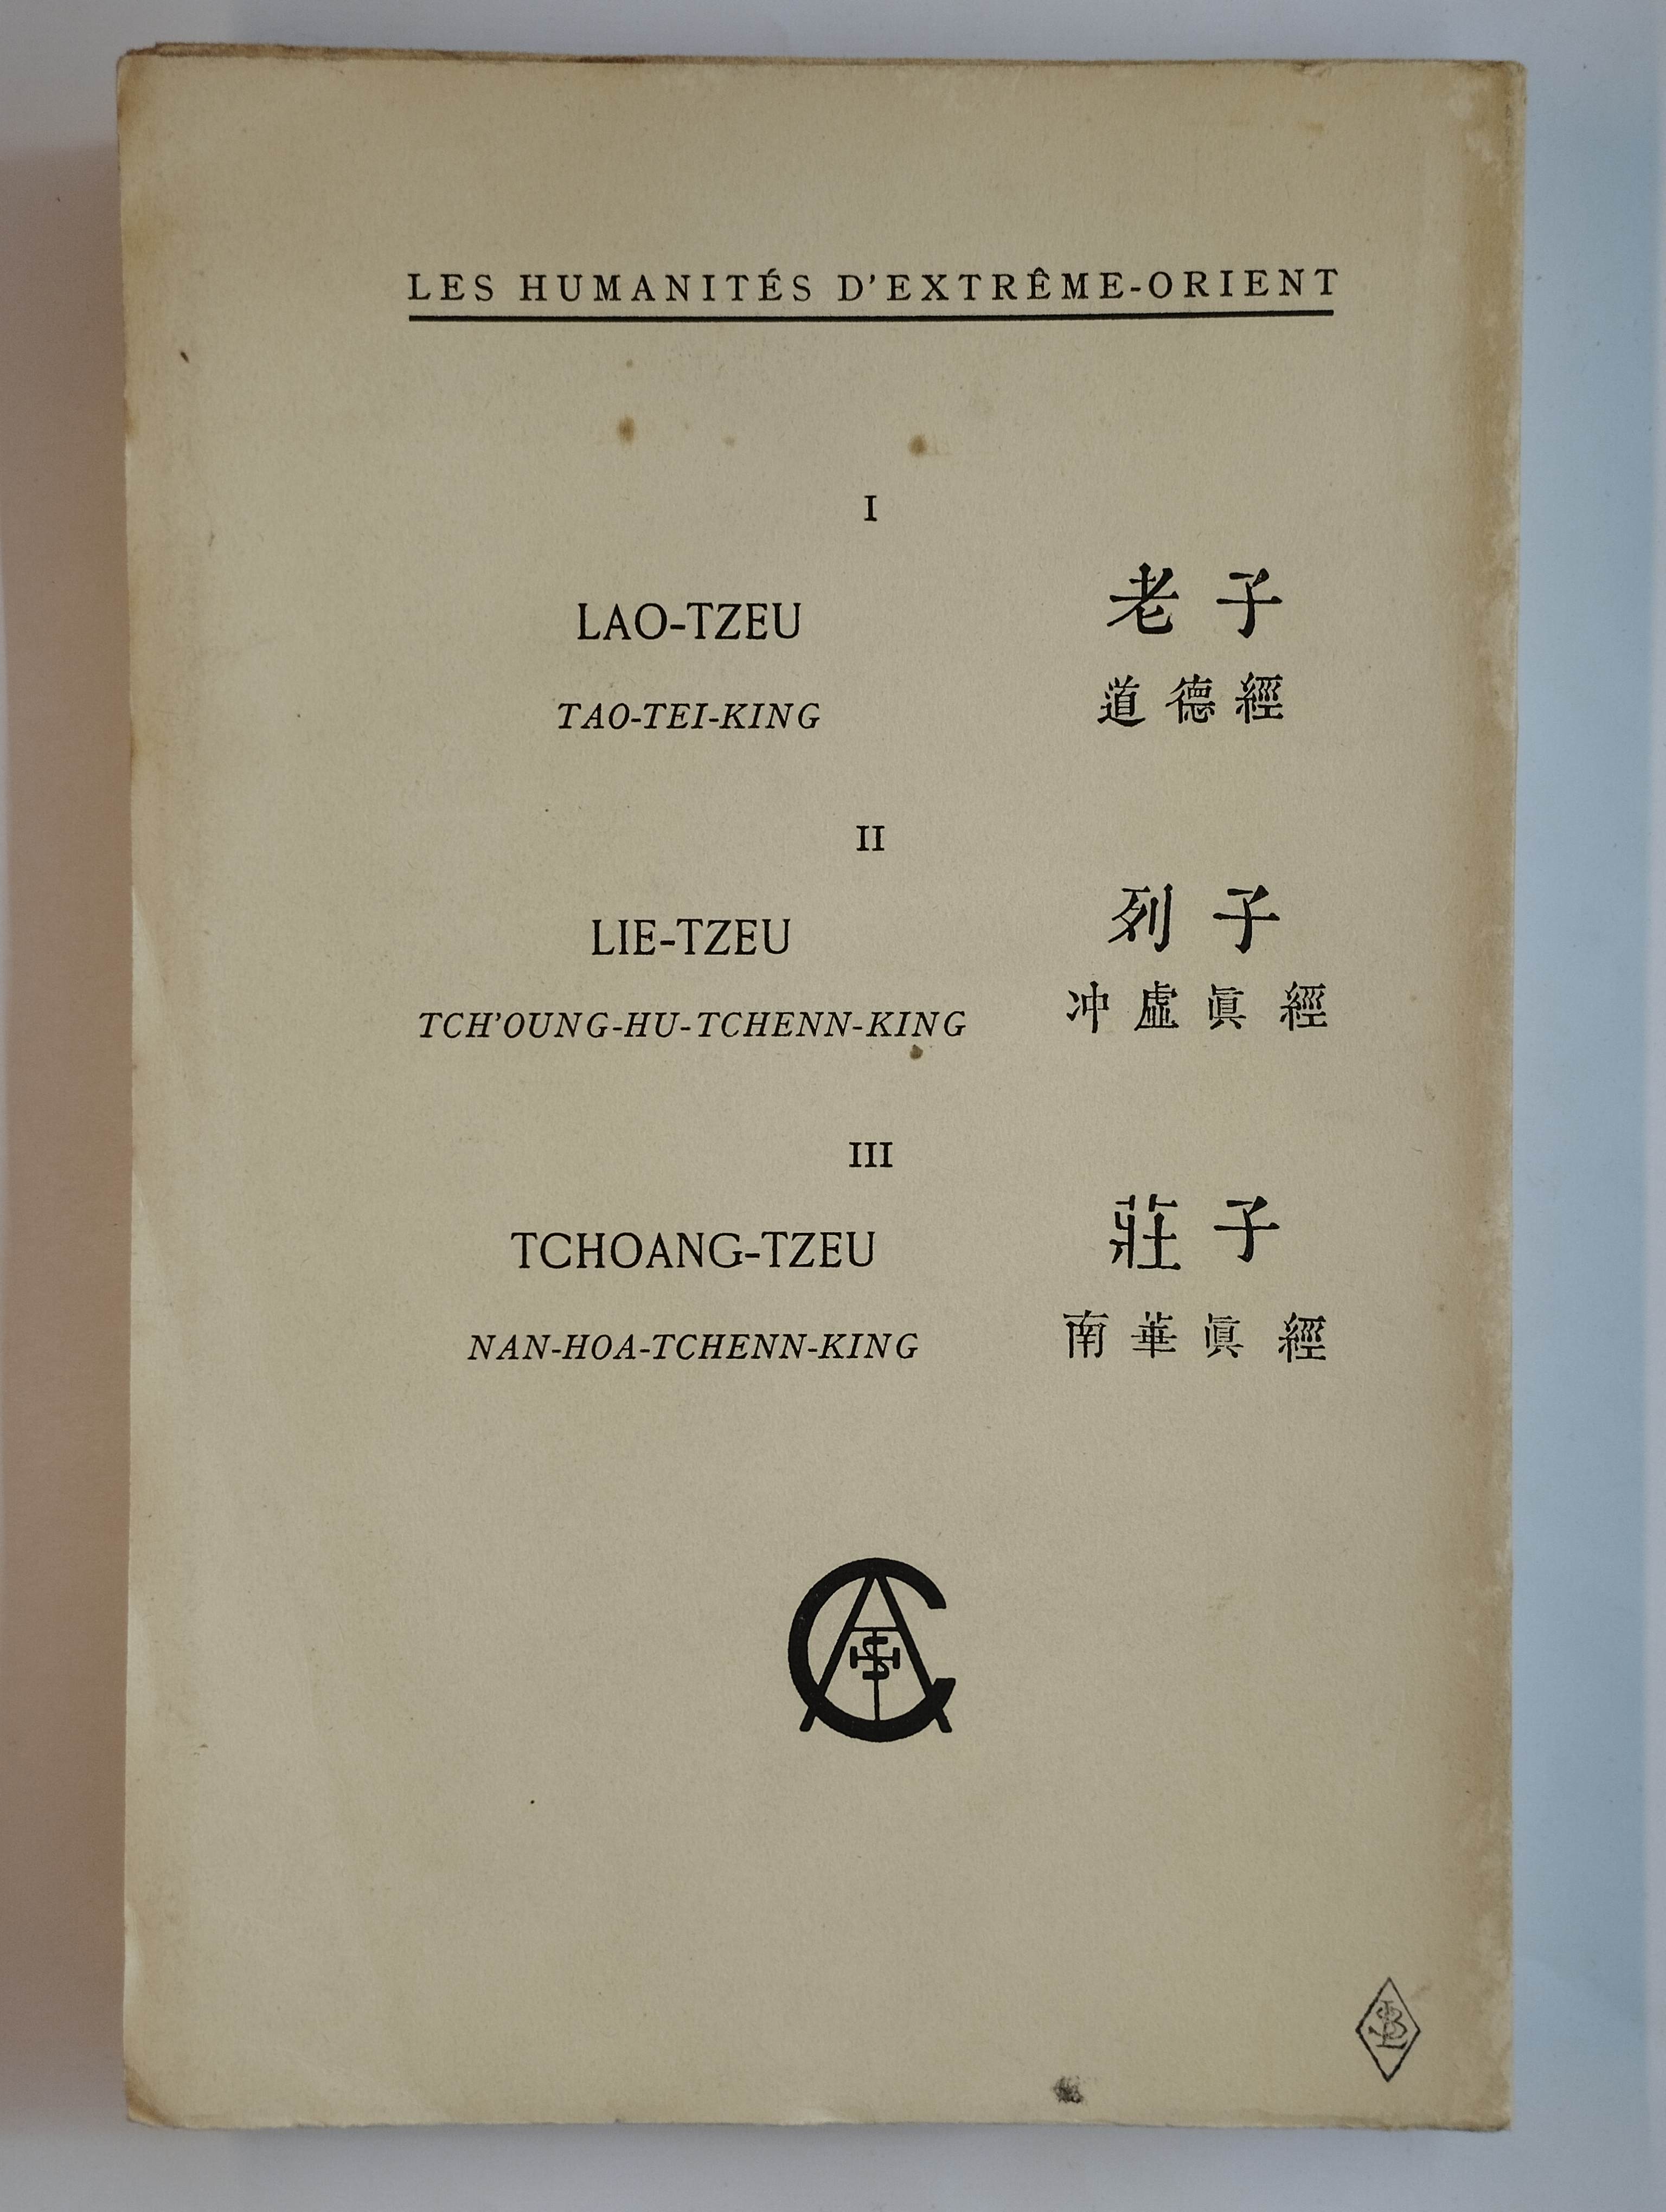 LES HUMANITÉS D'EXTRÊME-ORIENT
I
LAO-TZEU 老子
TAO-TEI-KING 道德經
II
LIE-TZEU 列子
TCH'OUNG-HU-TCHENN-KING 冲虛眞經
III
TCHOANG-TZEU 莊子
NAN-HOA-TCHENN-KING 南華眞經